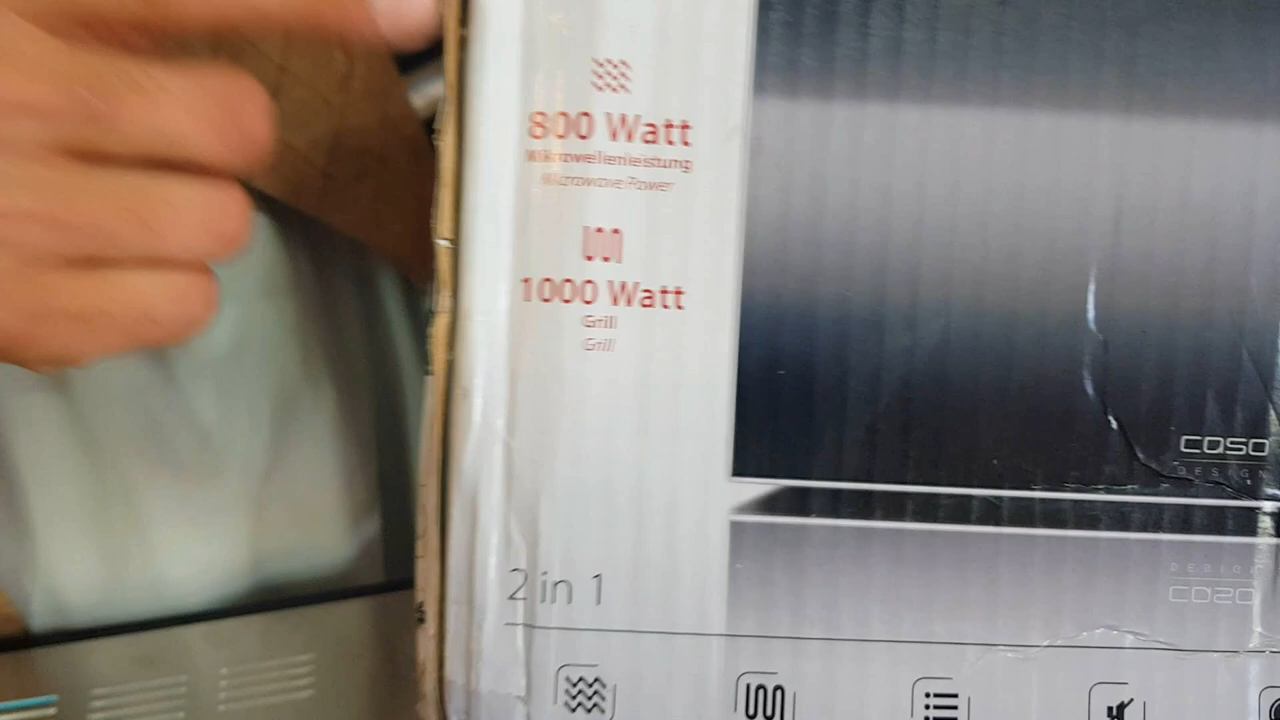 800 Watt
Mikrowellenleistung
Microwave Power
1000 Watt
Grill
Grill
caso
DESIGN
2 in 1